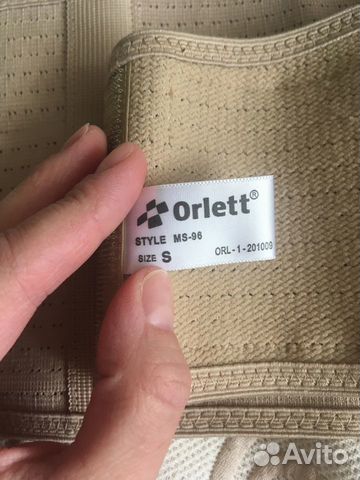 Orlett®
STYLE MS-96
SIZE S ORL-1-201009
Avito